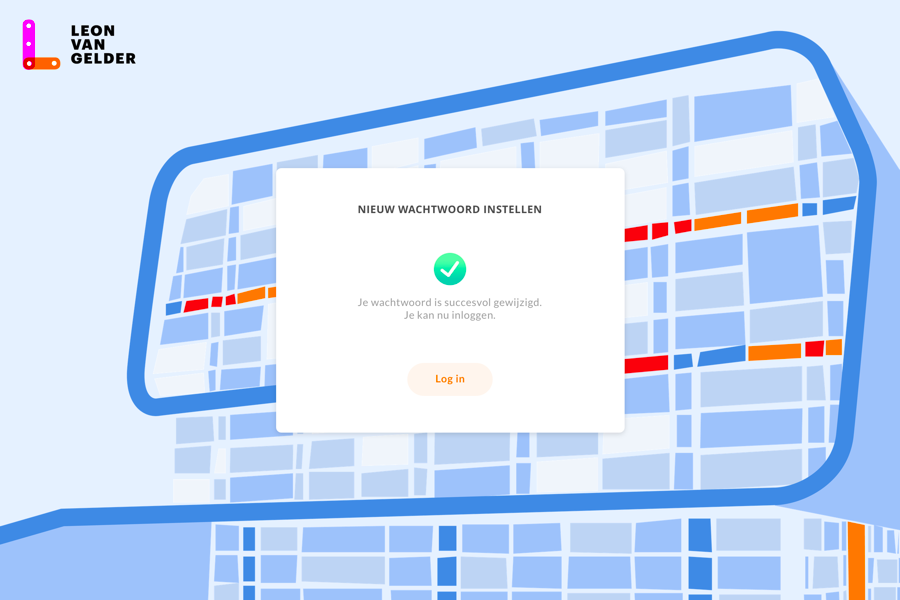 LEON
VAN
GELDER
NIEUW WACHTWOORD INSTELLEN
Je wachtwoord is succesvol gewijzigd.
Je kan nu inloggen.
Log in